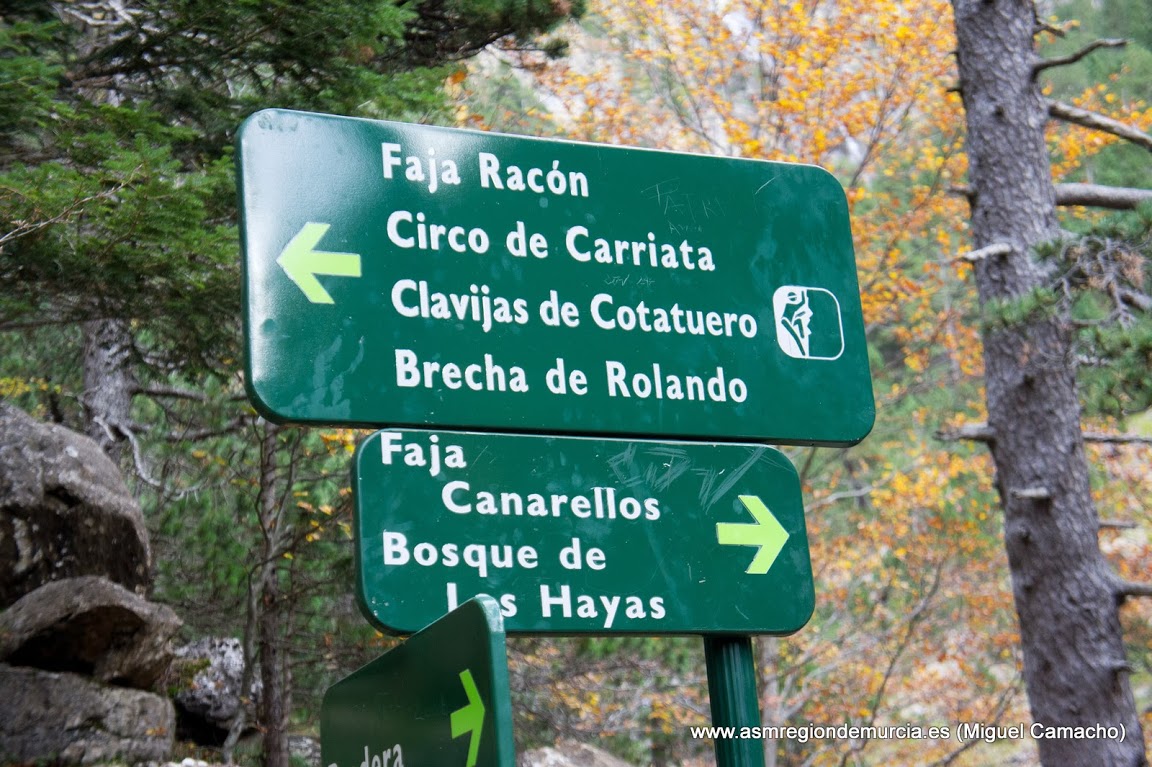 Faja Racón
Circo de Carriata
Clavijas de Cotatuero
Brecha de Rolando
Faja
Canarellos
Bosque de
Las Hayas
www.asmregiondemurcia.es (Miguel Camacho)